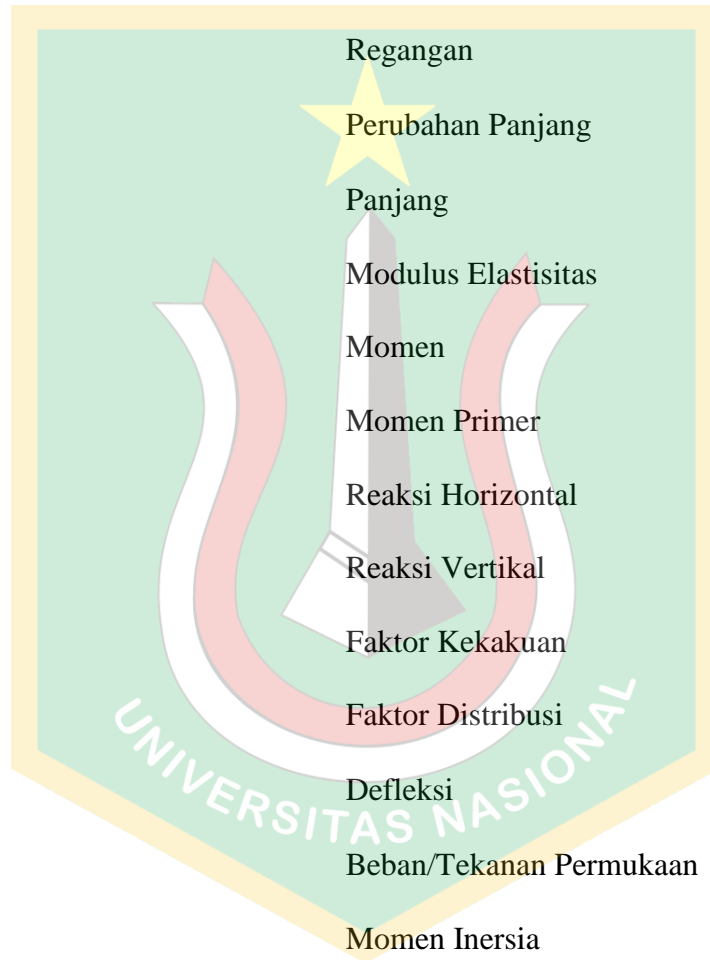 Regangan
Perubahan Panjang
Panjang
Modulus Elastisitas
Momen
Momen Primer
Reaksi Horizontal
Reaksi Vertikal
Faktor Kekakuan
Faktor Distribusi
Defleksi
Beban/Tekanan Permukaan
Momen Inersia
UNIVERSITAS NASIONAL